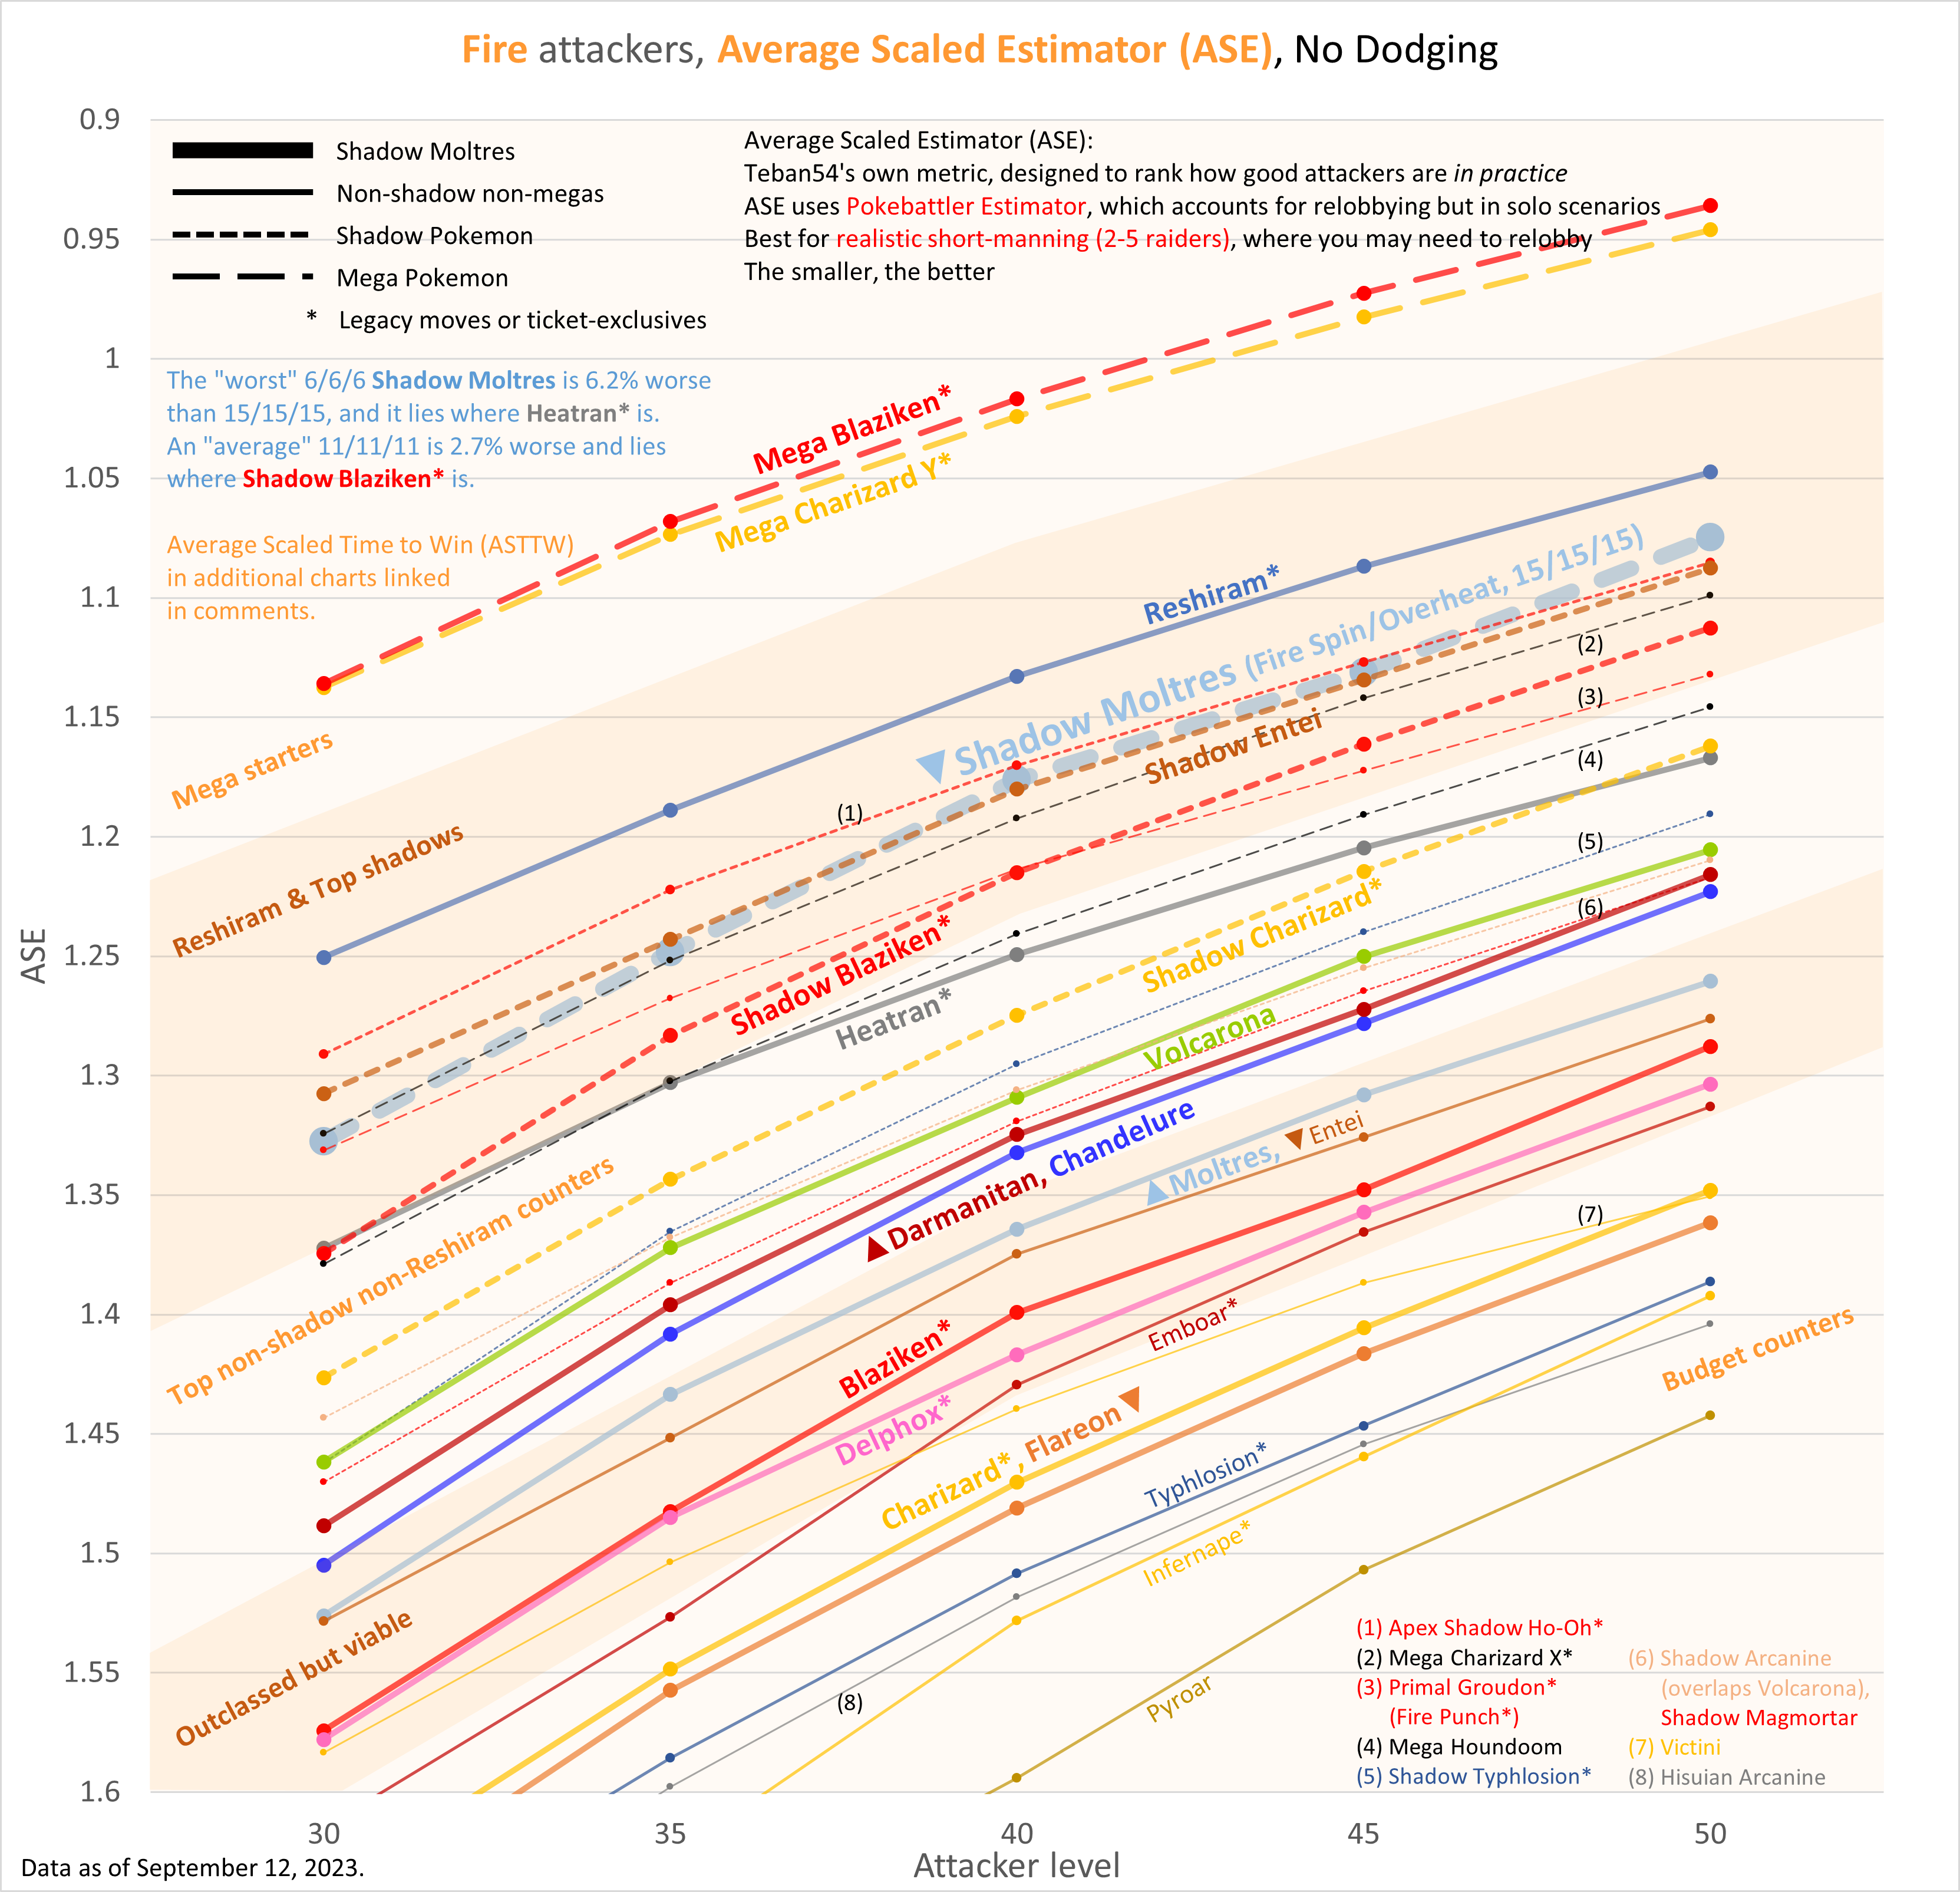 Fire attackers, Average Scaled Estimator (ASE), No Dodging
0.9
0.95
1
1.05
1.1
1.15
1.2
1.25
1.3
1.35
1.4
1.45
1.5
1.55
1.6
ASE
Shadow Moltres
Non-shadow non-megas
Shadow Pokemon
Mega Pokemon
* Legacy moves or ticket-exclusives
Average Scaled Estimator (ASE):
Teban54's own metric, designed to rank how good attackers are in practice
ASE uses Pokebattler Estimator, which accounts for relobbying but in solo scenarios
Best for realistic short-manning (2-5 raiders), where you may need to relobby
The smaller, the better
The "worst" 6/6/6 Shadow Moltres is 6.2% worse
than 15/15/15, and it lies where Heatran* is.
An "average" 11/11/11 is 2.7% worse and lies
where Shadow Blaziken* is.
Average Scaled Time to Win (ASTTW)
in additional charts linked
in comments.
Mega Blaziken*
Mega Charizard Y*
Reshiram*
▼Shadow Moltres (Fire Spin/Overheat, 15/15/15)
Shadow Entei
(1)
(2)
(3)
(4)
(5)
(6)
(7)
(8)
Mega starters
Reshiram & Top shadows
Shadow Blaziken*
Heatran*
Shadow Charizard*
Volcarona
Top non-shadow non-Reshiram counters
▲Darmanitan, Chandelure
▲Moltres, ▼Entei
Blaziken*
Delphox*
Emboar*
Charizard*, Flareon▼
Typhlosion*
Infernape*
Pyroar
Outclassed but viable
Budget counters
(1) Apex Shadow Ho-Oh*
(2) Mega Charizard X*
(3) Primal Groudon*
(Fire Punch*)
(4) Mega Houndoom
(5) Shadow Typhlosion*
(6) Shadow Arcanine
(overlaps Volcarona),
Shadow Magmortar
(7) Victini
(8) Hisuian Arcanine
30 35 40 45 50
Attacker level
Data as of September 12, 2023.